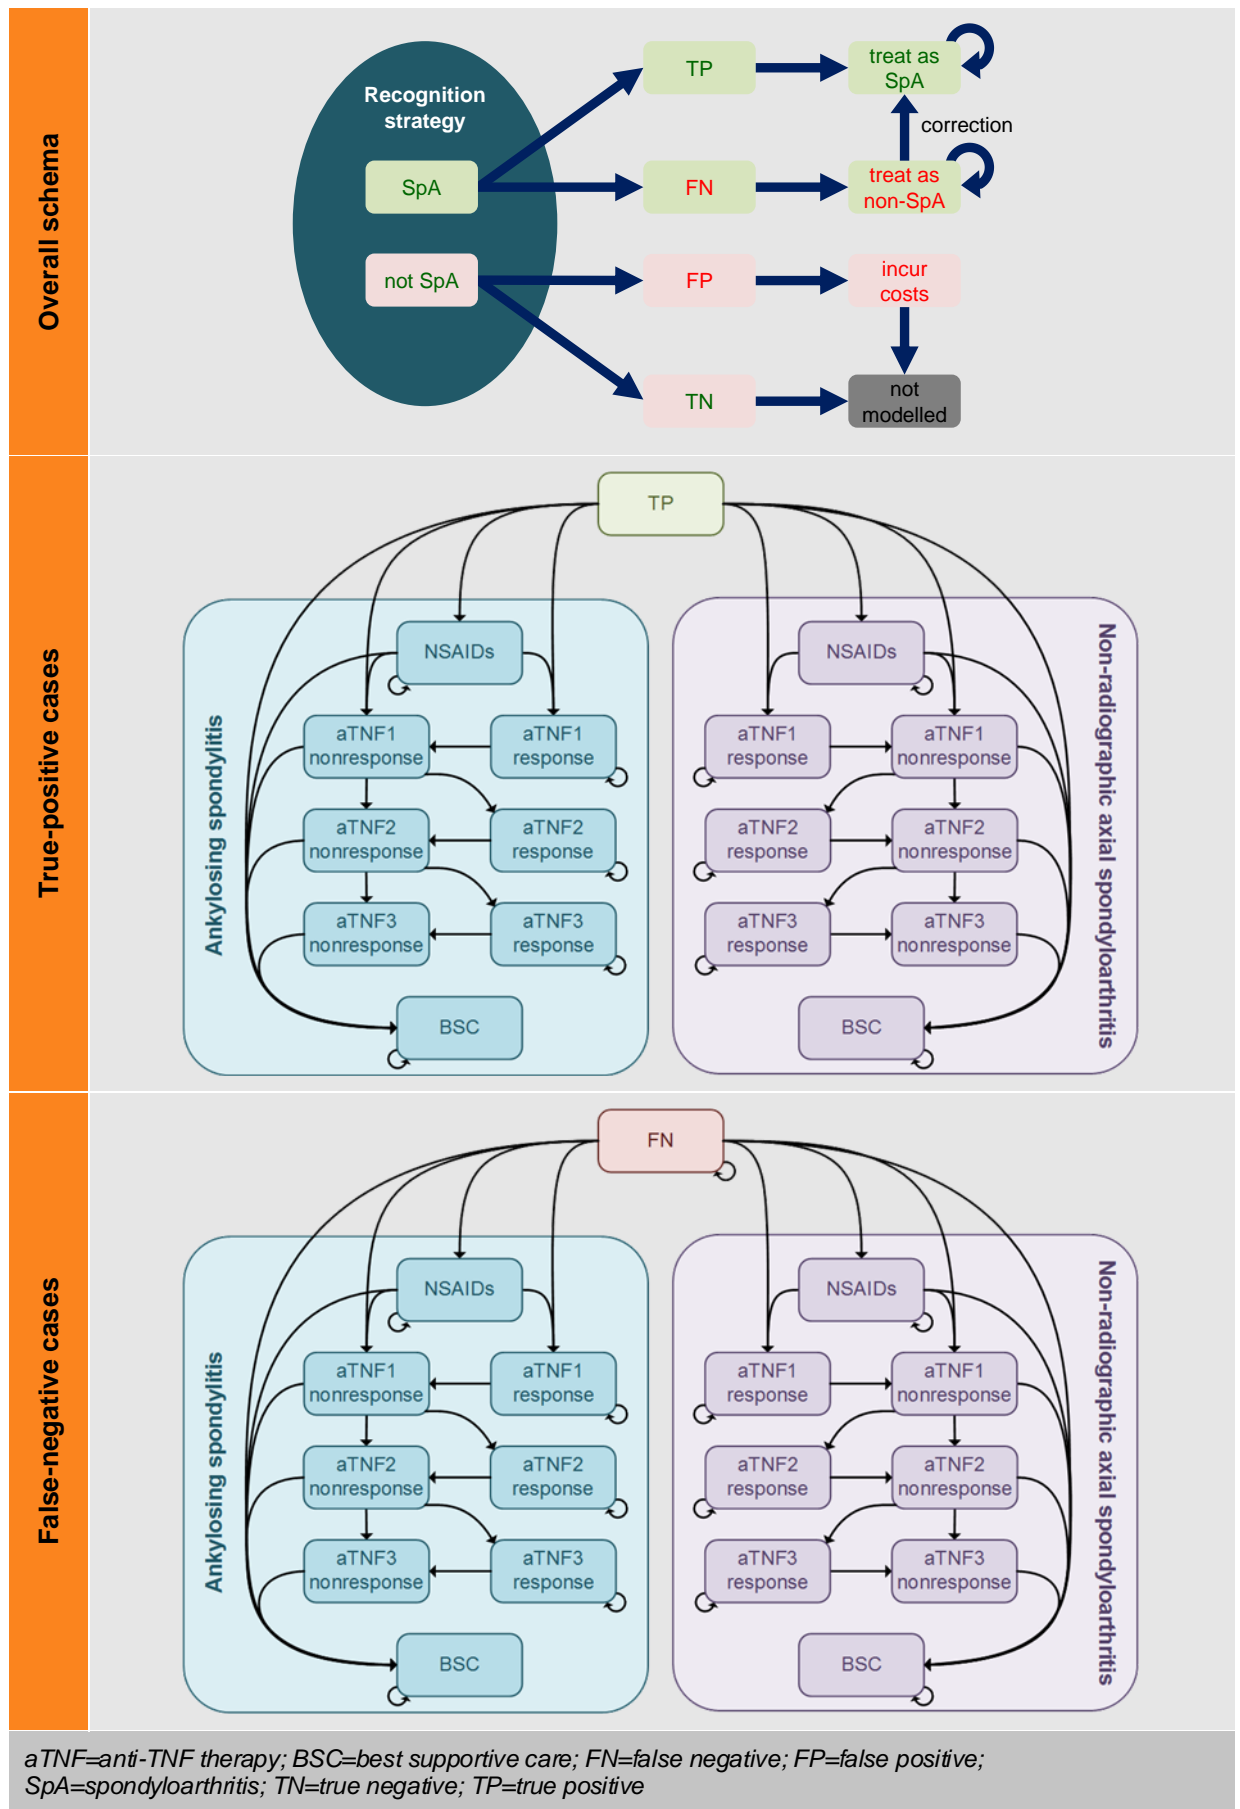 Overall schema
Recognition
strategy
SpA
not SpA
TP
FN
FP
TN
treat as
SpA
correction
treat as
non-SpA
incur
costs
not
modelled
True-positive cases
TP
Ankylosing spondylitis
NSAIDs
aTNF1
nonresponse
aTNF1
response
aTNF2
nonresponse
aTNF2
response
aTNF3
nonresponse
aTNF3
response
BSC
Non-radiographic axial spondyloarthritis
NSAIDs
aTNF1
response
aTNF1
nonresponse
aTNF2
response
aTNF2
nonresponse
aTNF3
response
aTNF3
nonresponse
BSC
False-negative cases
FN
Ankylosing spondylitis
NSAIDs
aTNF1
nonresponse
aTNF1
response
aTNF2
nonresponse
aTNF2
response
aTNF3
nonresponse
aTNF3
response
BSC
Non-radiographic axial spondyloarthritis
NSAIDs
aTNF1
response
aTNF1
nonresponse
aTNF2
response
aTNF2
nonresponse
aTNF3
response
aTNF3
nonresponse
BSC
aTNF=anti-TNF therapy; BSC=best supportive care; FN=false negative; FP=false positive;
SpA=spondyloarthritis; TN=true negative; TP=true positive